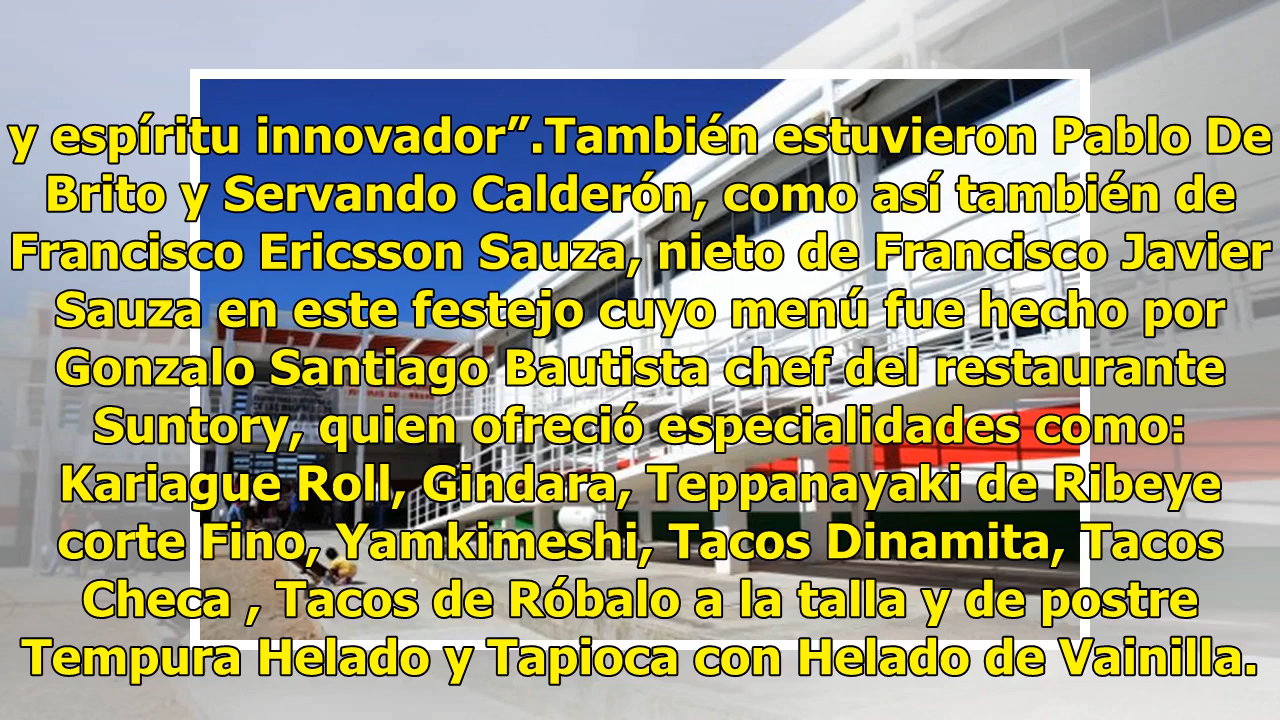 y espíritu innovador”.También estuvieron Pablo De
Brito y Servando Calderón, como así también de
Francisco Ericsson Sauza, nieto de Francisco Javier
Sauza en este festejo cuyo menú fue hecho por
Gonzalo Santiago Bautista chef del restaurante
Suntory, quien ofreció especialidades como:
Kariague Roll, Gindara, Teppanayaki de Ribeye
corte Fino, Yamkimeshi, Tacos Dinamita, Tacos
Checa , Tacos de Róbalo a la talla y de postre
Tempura Helado y Tapioca con Helado de Vainilla.